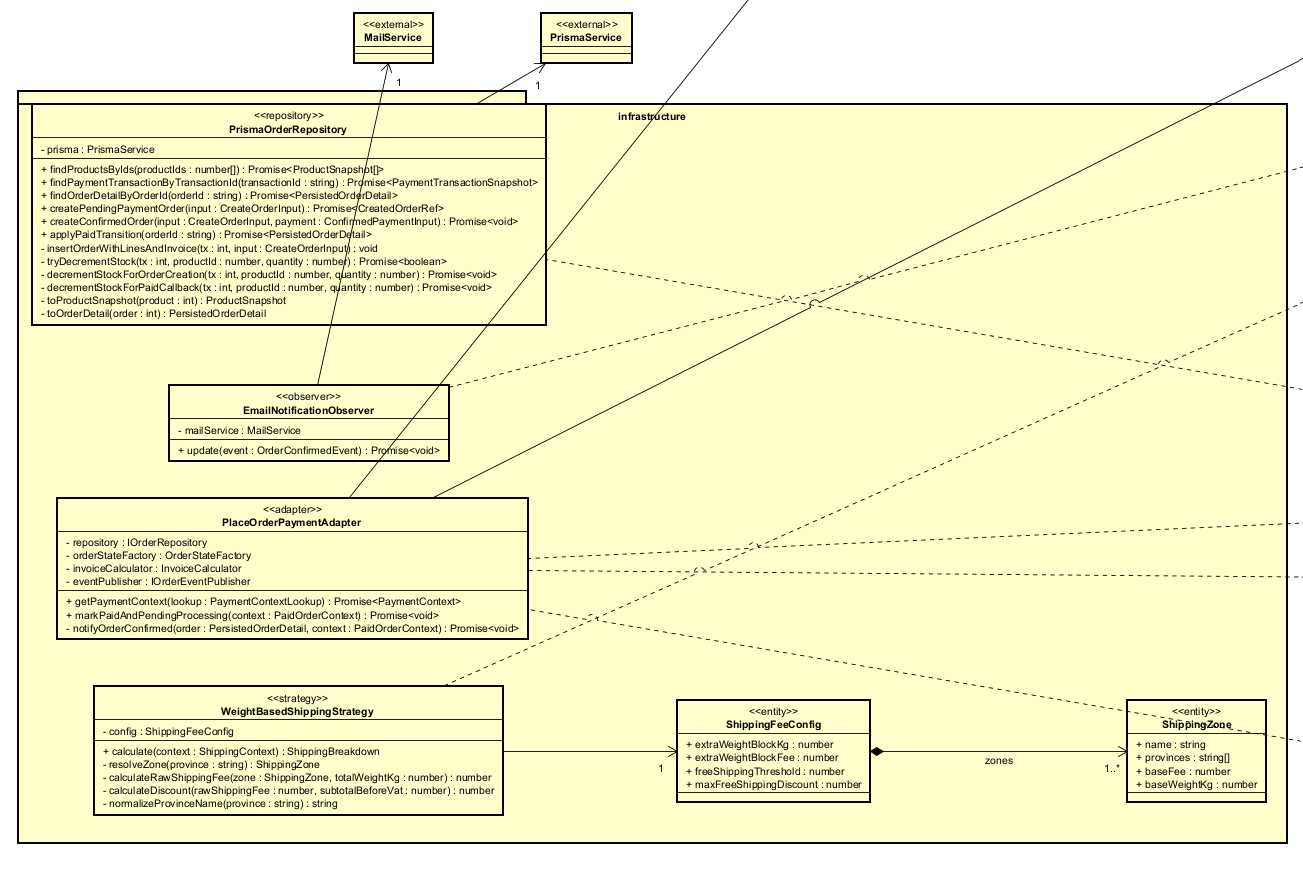 <<external>>
MailService
<<external>>
PrismaService
1
1
infrastructure
<<repository>>
PrismaOrderRepository
- prisma : PrismaService
+ findProductsByIds(productIds : number[]) : Promise<ProductSnapshot[]>
+ findPaymentTransactionByTransactionId(transactionId : string) : Promise<PaymentTransactionSnapshot>
+ findOrderDetailByOrderId(orderId : string) : Promise<PersistedOrderDetail>
+ createPendingPaymentOrder(input : CreateOrderInput) : Promise<CreatedOrderRef>
+ createConfirmedOrder(input : CreateOrderInput, payment : ConfirmedPaymentInput) : Promise<void>
+ applyPaidTransition(orderId : string) : Promise<PersistedOrderDetail>
- insertOrderWithLinesAndInvoice(tx : int, input : CreateOrderInput) : void
- tryDecrementStock(tx : int, productId : number, quantity : number) : Promise<boolean>
- decrementStockForOrderCreation(tx : int, productId : number, quantity : number) : Promise<void>
- decrementStockForPaidCallback(tx : int, productId : number, quantity : number) : Promise<void>
- toProductSnapshot(product : int) : ProductSnapshot
- toOrderDetail(order : int) : PersistedOrderDetail
<<observer>>
EmailNotificationObserver
- mailService : MailService
+ update(event : OrderConfirmedEvent) : Promise<void>
<<adapter>>
PlaceOrderPaymentAdapter
- repository : IOrderRepository
- orderStateFactory : OrderStateFactory
- invoiceCalculator : InvoiceCalculator
- eventPublisher : IOrderEventPublisher
+ getPaymentContext(lookup : PaymentContextLookup) : Promise<PaymentContext>
+ markPaidAndPendingProcessing(context : PaidOrderContext) : Promise<void>
- notifyOrderConfirmed(order : PersistedOrderDetail, context : PaidOrderContext) : Promise<void>
<<strategy>>
WeightBasedShippingStrategy
- config : ShippingFeeConfig
+ calculate(context : ShippingContext) : ShippingBreakdown
- resolveZone(province : string) : ShippingZone
- calculateRawShippingFee(zone : ShippingZone, totalWeightKg : number) : number
- calculateDiscount(rawShippingFee : number, subtotalBeforeVat : number) : number
- normalizeProvinceName(province : string) : string
1
<<entity>>
ShippingFeeConfig
+ extraWeightBlockKg : number
+ extraWeightBlockFee : number
+ freeShippingThreshold : number
+ maxFreeShippingDiscount : number
zones
1..*
<<entity>>
ShippingZone
+ name : string
+ provinces : string[]
+ baseFee : number
+ baseWeightKg : number